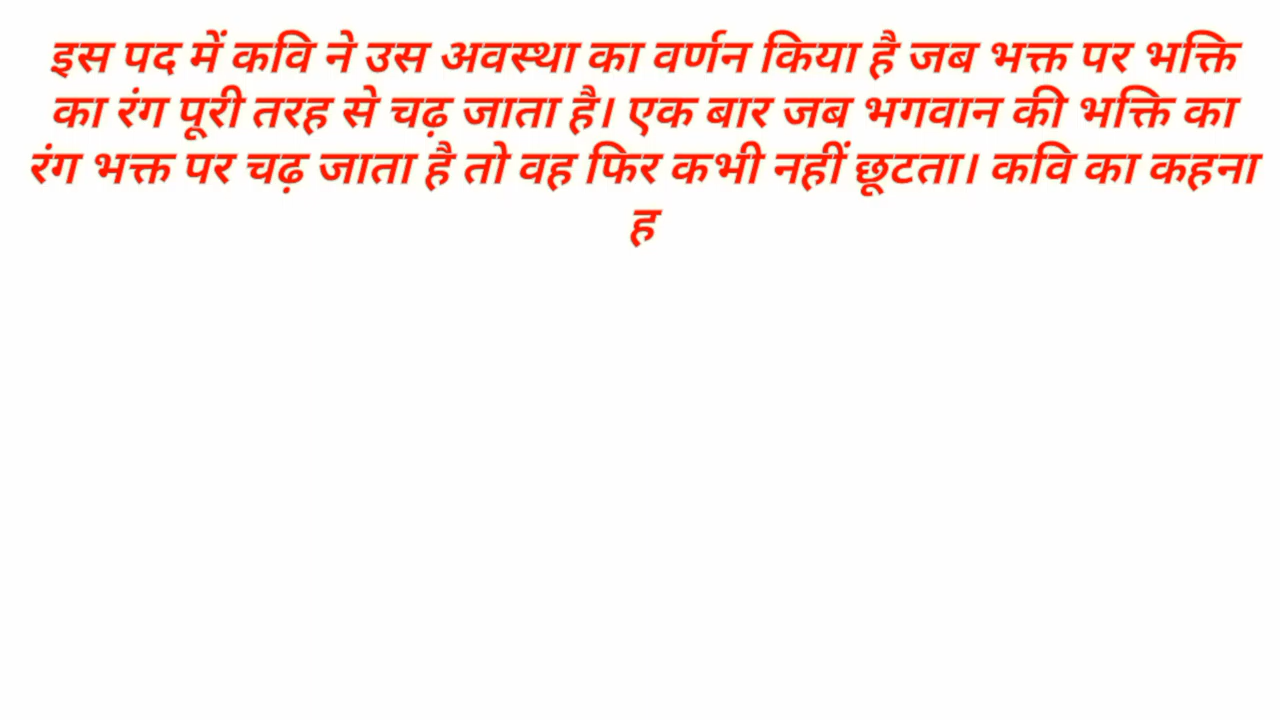 इस पद में कवि ने उस अवस्था का वर्णन किया है जब भक्त पर भक्ति
का रंग पूरी तरह से चढ़ जाता है। एक बार जब भगवान की भक्ति का
रंग भक्त पर चढ़ जाता है तो वह फिर कभी नहीं छूटता। कवि का कहना
ह